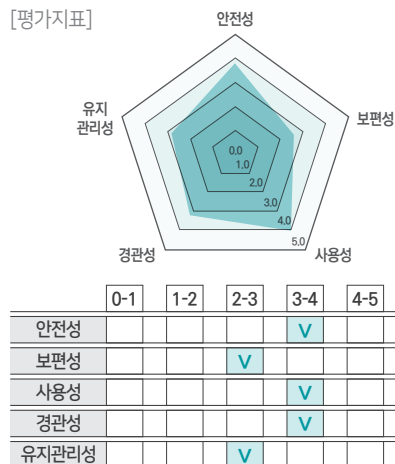 [평가지표]
안전성
유지
관리성
보편성
0.0
1.0
2.0
3.0
4.0
5.0
경관성
사용성
0-1 1-2 2-3 3-4 4-5
안전성 V
보편성 V
사용성 V
경관성 V
유지관리성 V